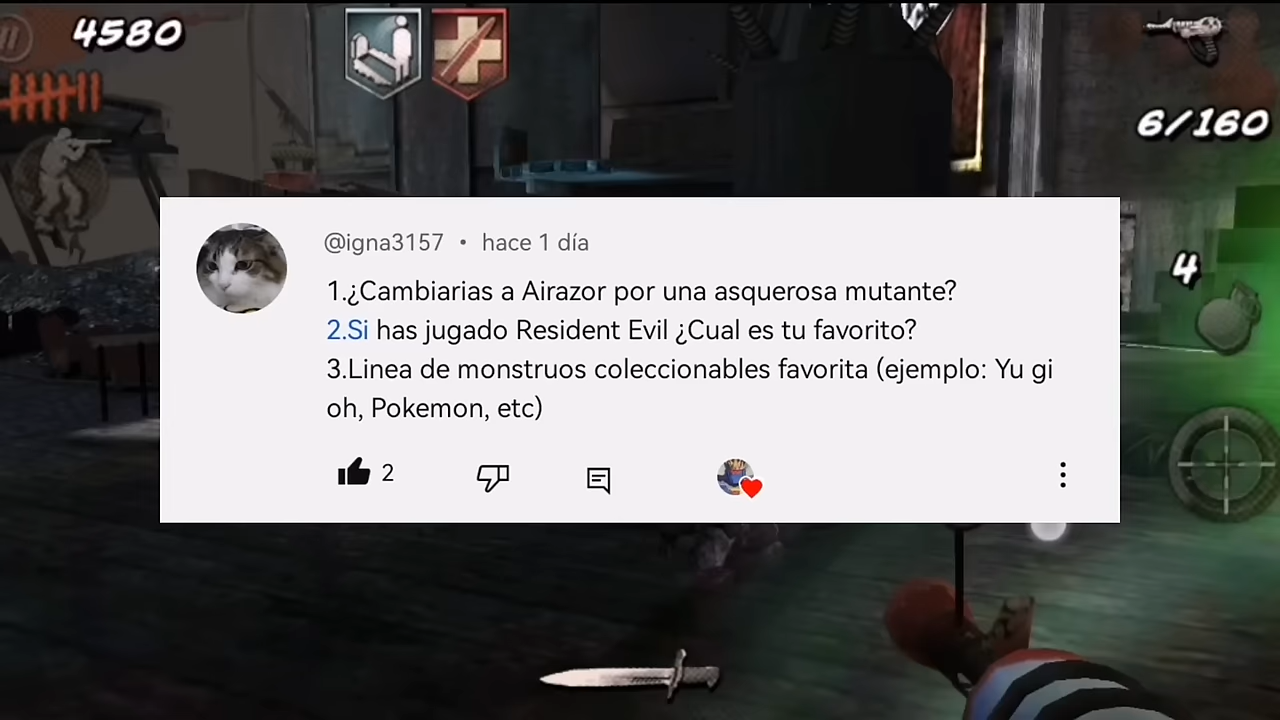 4580
6/160
@igna3157 • hace 1 día
1.¿Cambiarias a Airazor por una asquerosa mutante?
2.Si has jugado Resident Evil ¿Cual es tu favorito?
3.Linea de monstruos coleccionables favorita (ejemplo: Yu gi
oh, Pokemon, etc)
4
2